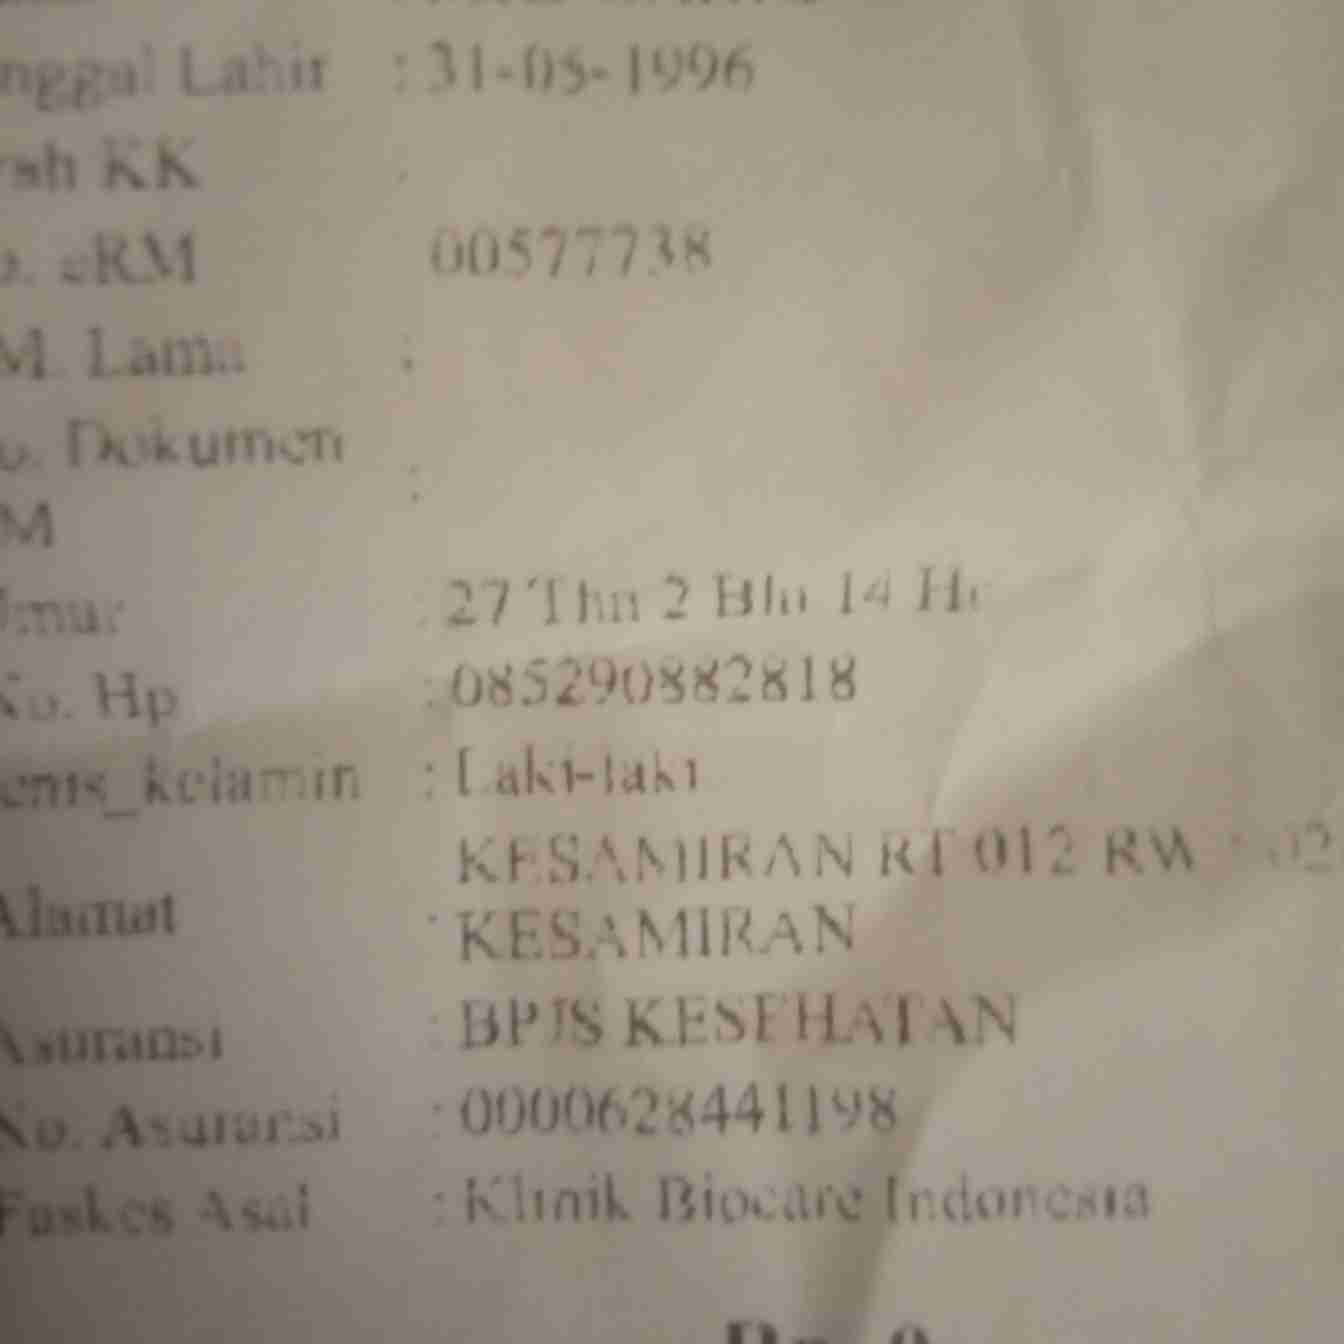 nggal Lahir : 31-05-1996
rah KK
o. eRM 00577738
M. Lama :
o. Dokumen :
M
Umur : 27 Thn 2 Bln 14 H
No. Hp : 085290882818
enis_kelamin : Laki-laki
KESAMIRAN RT 012 RW : 02
Alamat : KESAMIRAN
Asuransi : BPJS KESEHATAN
No. Asuransi : 0000628441198
Faskes Asal : Klinik Biocare Indonesia